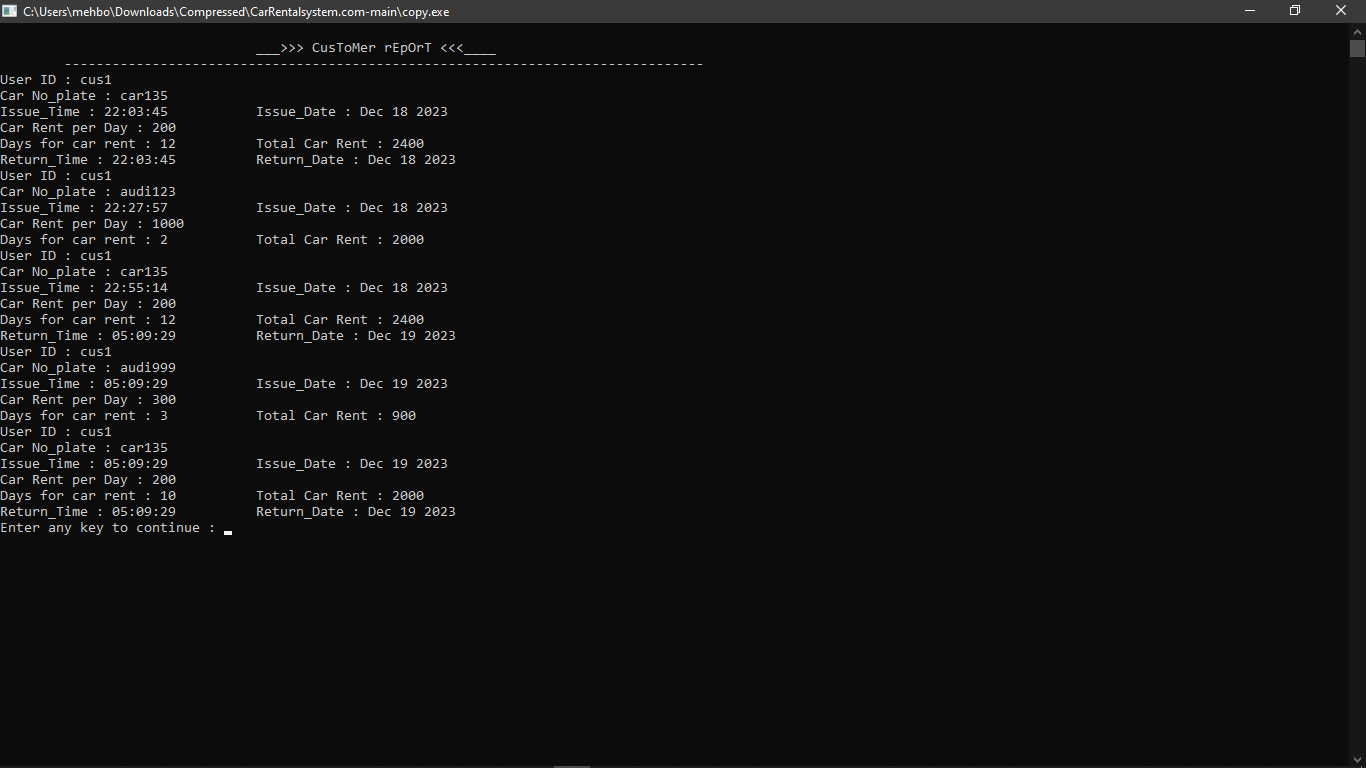 C:\Users\mehbo\Downloads\Compressed\CarRentalsystem.com-main\copy.exe
___>>> CusToMer rEpOrT <<<____
--------------------------------------------------------------------------------
User ID : cus1
Car No_plate : car135
Issue_Time : 22:03:45           Issue_Date : Dec 18 2023
Car Rent per Day : 200
Days for car rent : 12          Total Car Rent : 2400
Return_Time : 22:03:45          Return_Date : Dec 18 2023
User ID : cus1
Car No_plate : audi123
Issue_Time : 22:27:57           Issue_Date : Dec 18 2023
Car Rent per Day : 1000
Days for car rent : 2           Total Car Rent : 2000
User ID : cus1
Car No_plate : car135
Issue_Time : 22:55:14           Issue_Date : Dec 18 2023
Car Rent per Day : 200
Days for car rent : 12          Total Car Rent : 2400
Return_Time : 05:09:29          Return_Date : Dec 19 2023
User ID : cus1
Car No_plate : audi999
Issue_Time : 05:09:29           Issue_Date : Dec 19 2023
Car Rent per Day : 300
Days for car rent : 3           Total Car Rent : 900
User ID : cus1
Car No_plate : car135
Issue_Time : 05:09:29           Issue_Date : Dec 19 2023
Car Rent per Day : 200
Days for car rent : 10          Total Car Rent : 2000
Return_Time : 05:09:29          Return_Date : Dec 19 2023
Enter any key to continue :